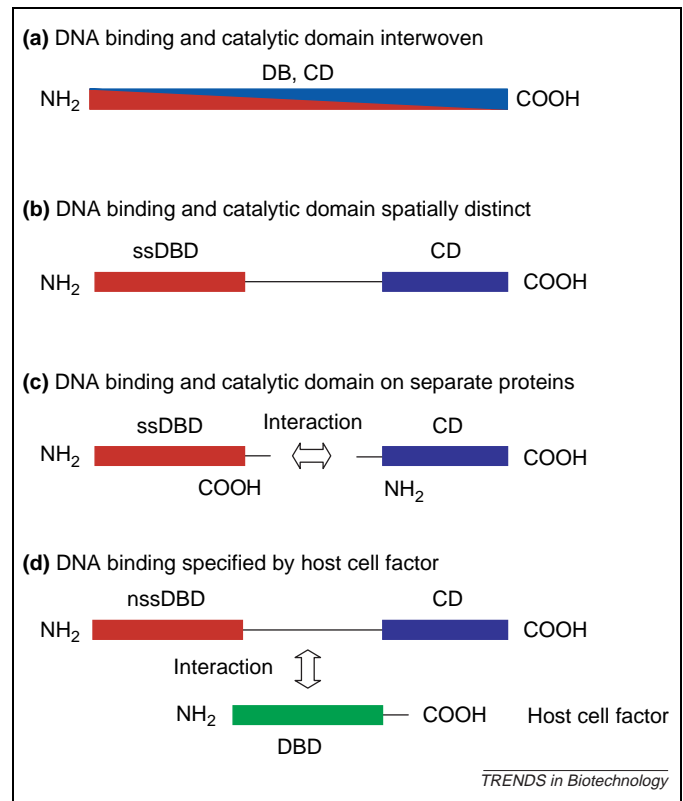 (a) DNA binding and catalytic domain interwoven
DB, CD
NH2 COOH
(b) DNA binding and catalytic domain spatially distinct
ssDBD CD
NH2 COOH
(c) DNA binding and catalytic domain on separate proteins
ssDBD Interaction CD
NH2 COOH
COOH NH2
(d) DNA binding specified by host cell factor
nssDBD CD
NH2 COOH
Interaction
NH2 COOH Host cell factor
DBD
TRENDS in Biotechnology